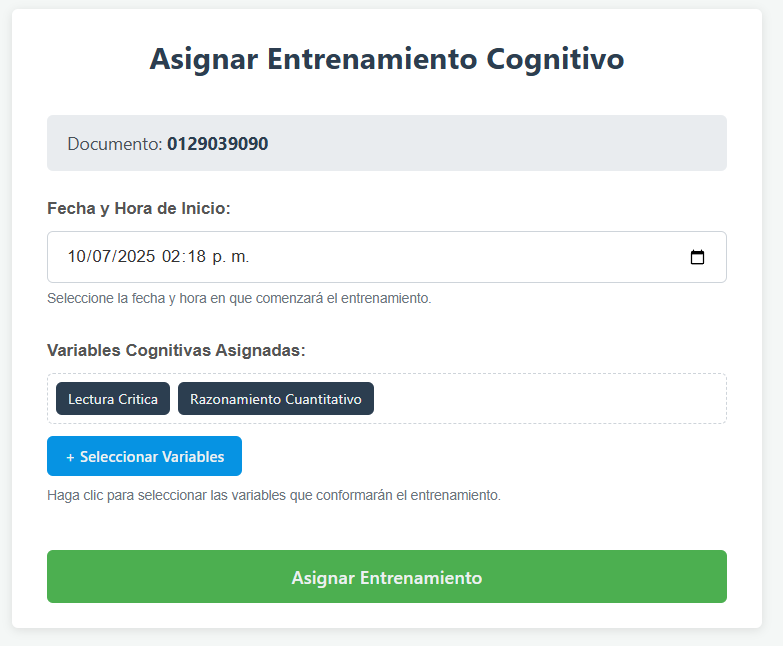 Asignar Entrenamiento Cognitivo
Documento: 0129039090
Fecha y Hora de Inicio:
10/07/2025 02:18 p. m.
Seleccione la fecha y hora en que comenzará el entrenamiento.
Variables Cognitivas Asignadas:
Lectura Critica Razonamiento Cuantitativo
+ Seleccionar Variables
Haga clic para seleccionar las variables que conformarán el entrenamiento.
Asignar Entrenamiento